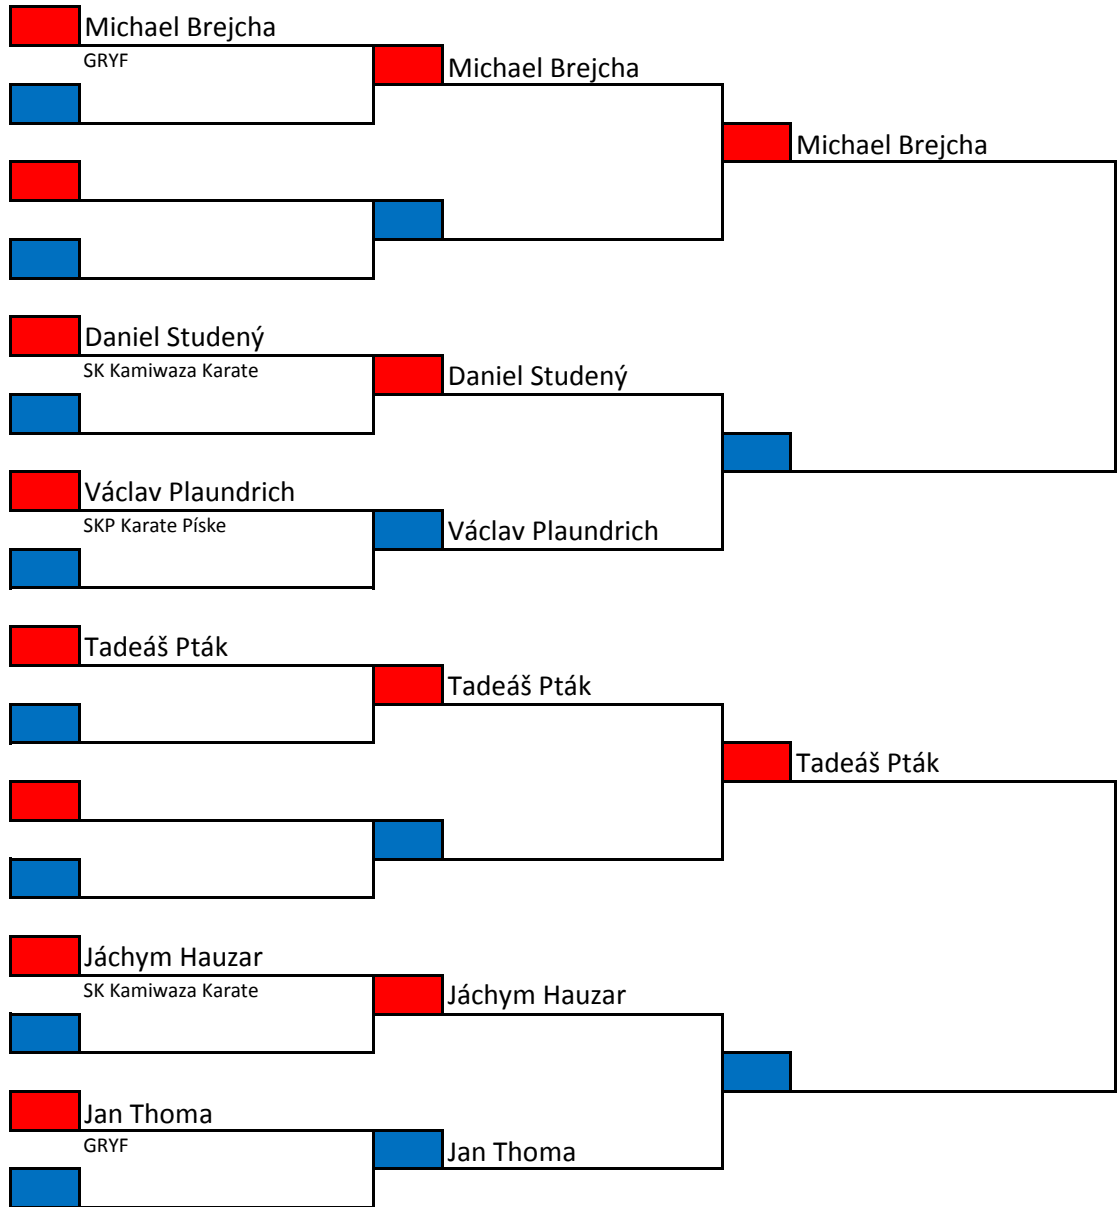 Michael Brejcha
GRYF
Michael Brejcha
Michael Brejcha
Daniel Studený
SK Kamiwaza Karate
Daniel Studený
Václav Plaundrich
SKP Karate Píske
Václav Plaundrich
Tadeáš Pták
Tadeáš Pták
Tadeáš Pták
Jáchym Hauzar
SK Kamiwaza Karate
Jáchym Hauzar
Jan Thoma
GRYF
Jan Thoma